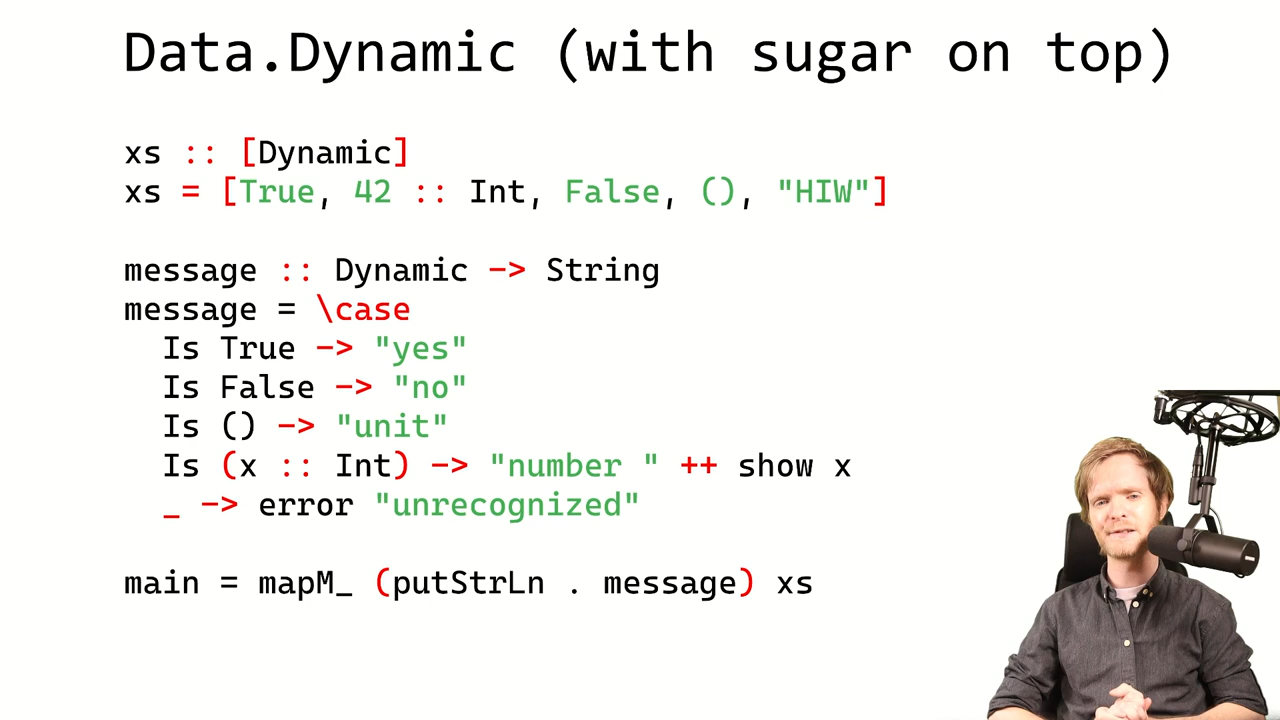 Data.Dynamic (with sugar on top)
xs :: [Dynamic]
xs = [True, 42 :: Int, False, (), "HIW"]
message :: Dynamic -> String
message = \case
Is True -> "yes"
Is False -> "no"
Is () -> "unit"
Is (x :: Int) -> "number " ++ show x
_ -> error "unrecognized"
main = mapM_ (putStrLn . message) xs